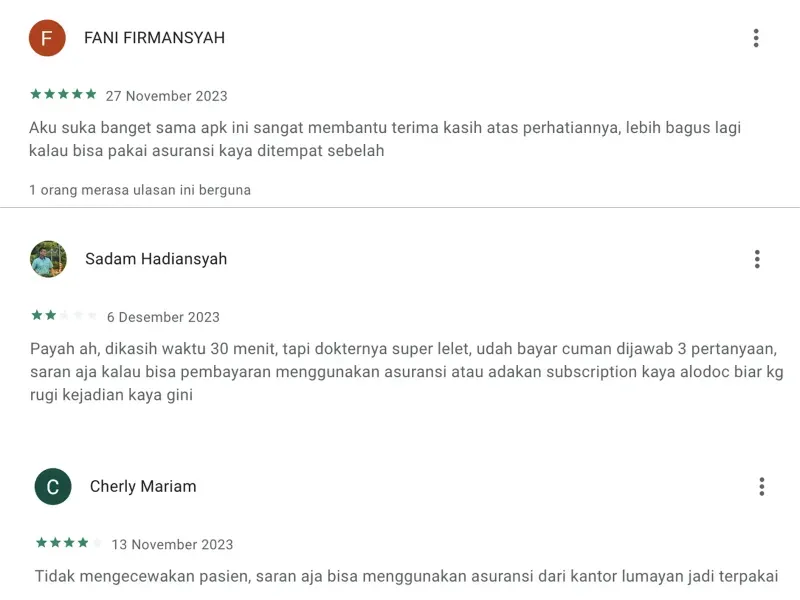 F
FANI FIRMANSYAH
27 November 2023
Aku suka banget sama apk ini sangat membantu terima kasih atas perhatiannya, lebih bagus lagi
kalau bisa pakai asuransi kaya ditempat sebelah
1 orang merasa ulasan ini berguna
Sadam Hadiansyah
6 Desember 2023
Payah ah, dikasih waktu 30 menit, tapi dokternya super lelet, udah bayar cuman dijawab 3 pertanyaan,
saran aja kalau bisa pembayaran menggunakan asuransi atau adakan subscription kaya alodoc biar kg
rugi kejadian kaya gini
C
Cherly Mariam
13 November 2023
Tidak mengecewakan pasien, saran aja bisa menggunakan asuransi dari kantor lumayan jadi terpakai